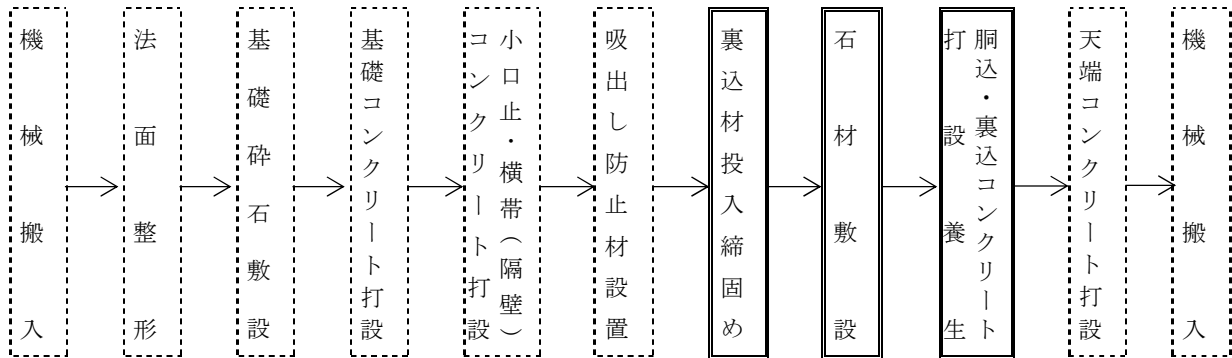 機械搬入
法面整形
基礎砕石敷設
基礎コンクリート打設
小口止・横帯（隔壁）
コンクリート打設
吸出し防止材設置
裏込材投入締固め
石材敷設
胴込・裏込コンクリート
打設養生
天端コンクリート打設
機械搬入